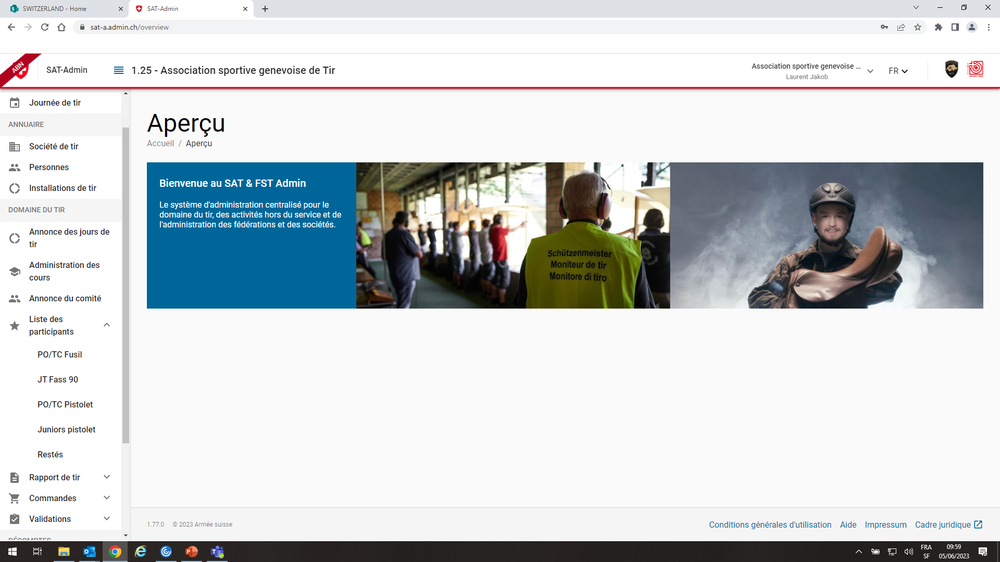 SWITZERLAND - Home
SAT-Admin
sat-a.admin.ch/overview
ABN
SAT-Admin
1.25 - Association sportive genevoise de Tir
Association sportive genevoise ...
Laurent Jakob
FR
Journée de tir
ANNUAIRE
Société de tir
Personnes
Installations de tir
DOMAINE DU TIR
Annonce des jours de
tir
Administration des
cours
Annonce du comité
Liste des
participants
PO/TC Fusil
JT Fass 90
PO/TC Pistolet
Juniors pistolet
Restés
Rapport de tir
Commandes
Validations
DÉCOMPTES
Aperçu
Accueil / Aperçu
Bienvenue au SAT & FST Admin
Le système d'administration centralisé pour le
domaine du tir, des activités hors du service et de
l'administration des fédérations et des sociétés.
Schützenmeister
Moniteur de tir
Monitore di tiro
1.77.0 © 2023 Armée suisse
Conditions générales d'utilisation Aide Impressum Cadre juridique
FRA
SF
09:59
05/06/2023